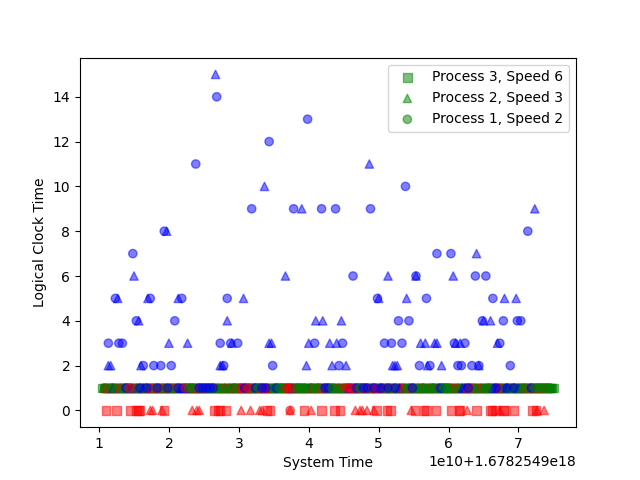 Process 3, Speed 6
Process 2, Speed 3
Process 1, Speed 2
14
12
10
8
6
4
2
0
Logical Clock Time
1 2 3 4 5 6 7
System Time
1e10+1.6782549e18